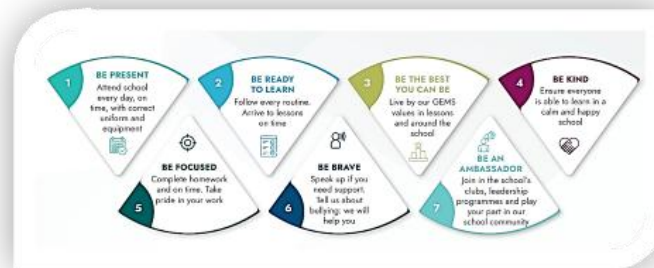 1
BE PRESENT
Attend school
every day, on
time, with correct
uniform and
equipment
2
BE READY
TO LEARN
Follow every routine.
Arrive to lessons
on time
3
BE THE BEST
YOU CAN BE
Live by our GEMS
values in lessons
and around the
school
4
BE KIND
Ensure everyone
is able to learn in a
calm and happy
school
5
BE FOCUSED
Complete homework
and on time. Take
pride in your work
6
BE BRAVE
Speak up if you
need support.
Tell us about
bullying; we will
help you
7
BE AN
AMBASSADOR
Join in the school's
clubs, leadership
programmes and play
your part in our
school community